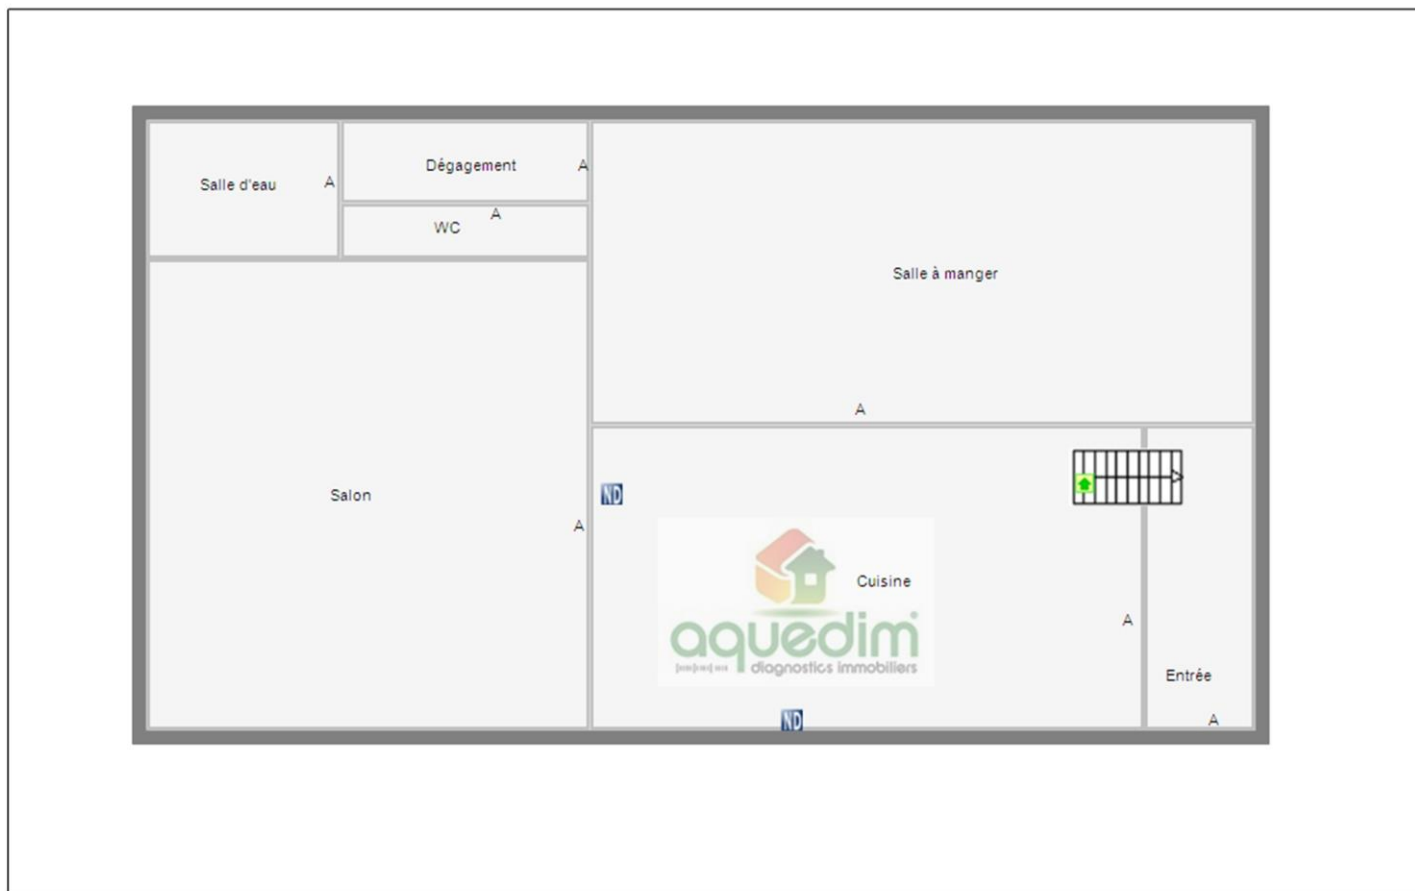 Dégagement
A
Salle d'eau
A
A
WC
Salle à manger
A
Salon
ND
A
Cuisine
aquedim
diagnostics immobiliers
A
Entrée
A
ND